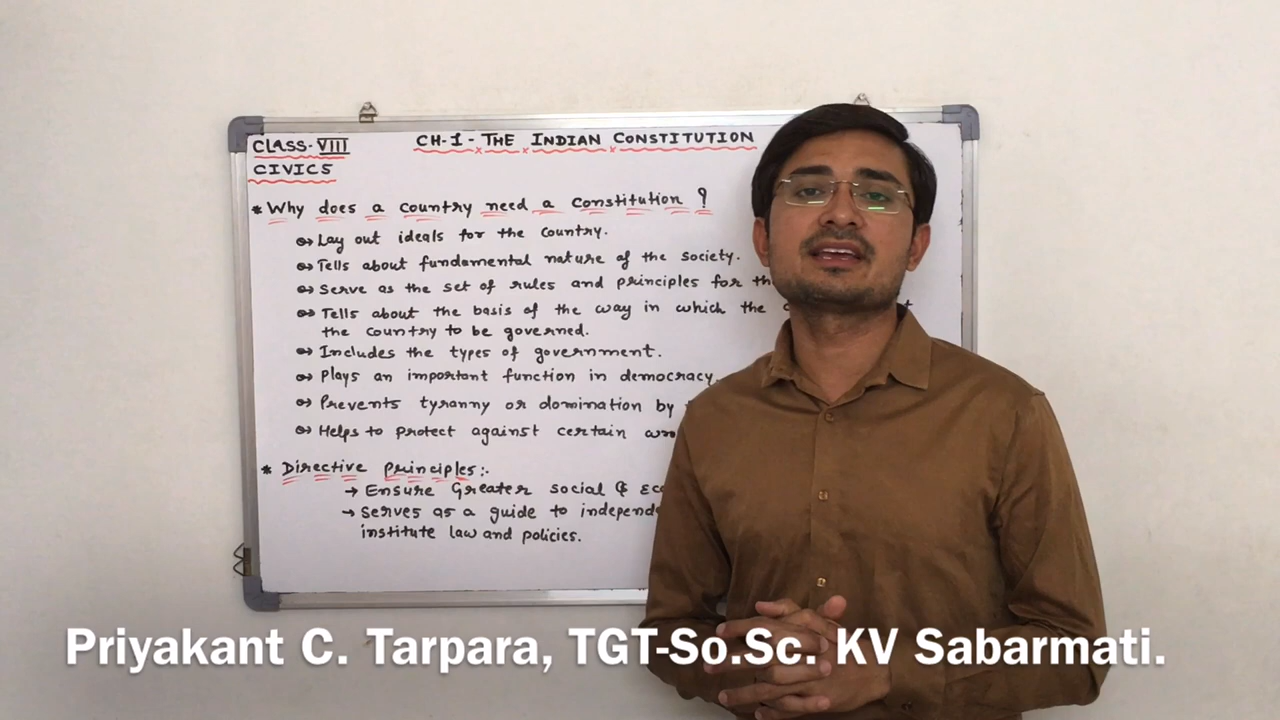 CLASS-VIII
CH-1-THE INDIAN CONSTITUTION
CIVICS
* Why does a country need a constitution ?
Lay out ideals for the country.
Tells about fundamental nature of the society.
Serve as the set of rules and principles for
Tells about the basis of the way in which the
the country to be governed.
Includes the types of government.
Plays an important function in democracy.
Prevents tyranny or domination by
Helps to protect against certain
* Directive Principles:-
→ Ensure Greater social &
→ Serves as a guide to
institute law and policies.
Priyakant C. Tarpara, TGT-So.Sc. KV Sabarmati.